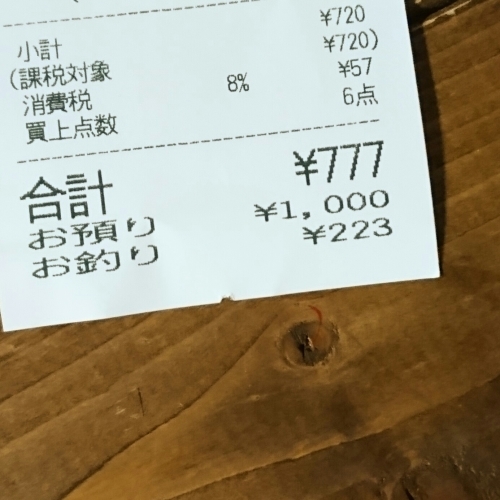 小計 ¥720
(課税対象 ¥720)
消費税 8% ¥57
買上点数 6点
合計 ¥777
お預り ¥1,000
お釣り ¥223